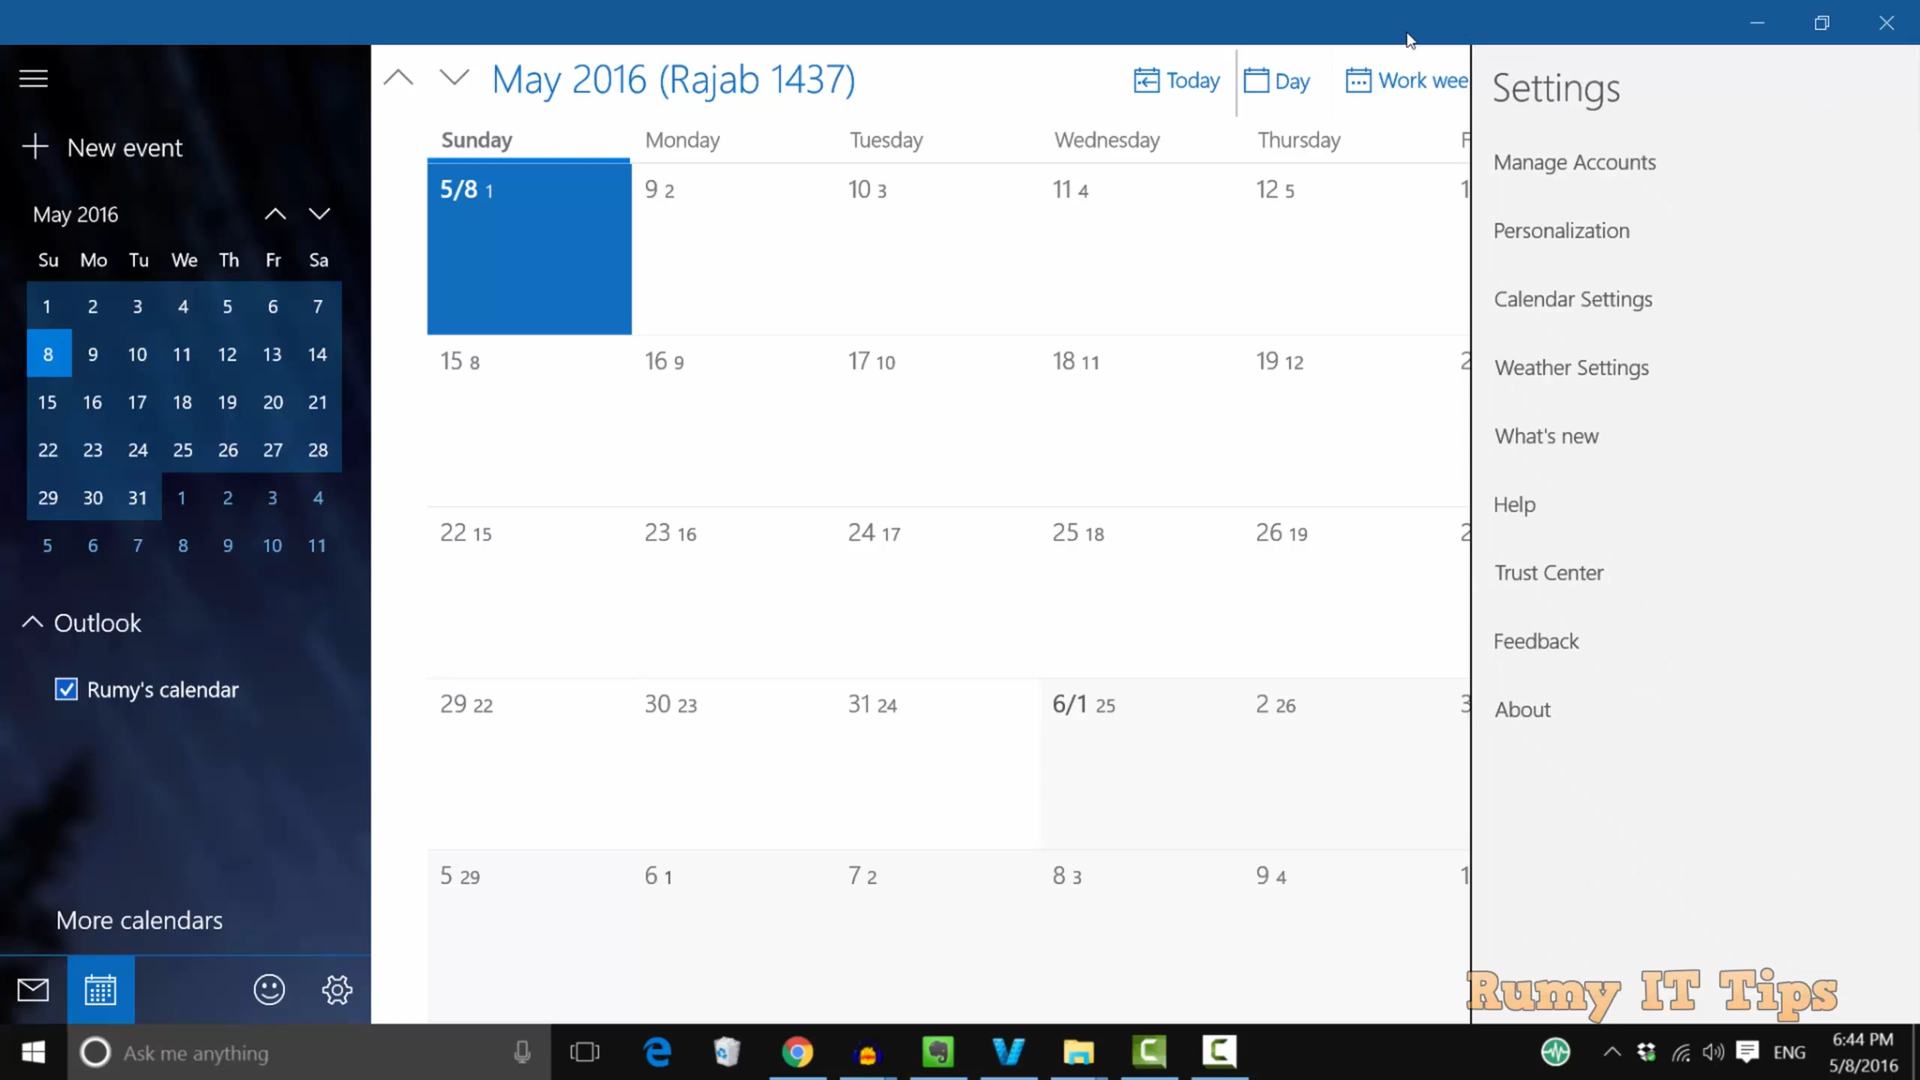 New event
May 2016
Su Mo Tu We Th Fr Sa
1 2 3 4 5 6 7
8 9 10 11 12 13 14
15 16 17 18 19 20 21
22 23 24 25 26 27 28
29 30 31 1 2 3 4
5 6 7 8 9 10 11
Outlook
Rumy's calendar
More calendars
May 2016 (Rajab 1437)
Today Day Work wee
Sunday Monday Tuesday Wednesday Thursday F
5/8 1 9 2 10 3 11 4 12 5 1
15 8 16 9 17 10 18 11 19 12 2
22 15 23 16 24 17 25 18 26 19 2
29 22 30 23 31 24 6/1 25 2 26 3
5 29 6 1 7 2 8 3 9 4 1
Settings
Manage Accounts
Personalization
Calendar Settings
Weather Settings
What's new
Help
Trust Center
Feedback
About
Rumy IT Tips
Ask me anything
ENG
6:44 PM
5/8/2016